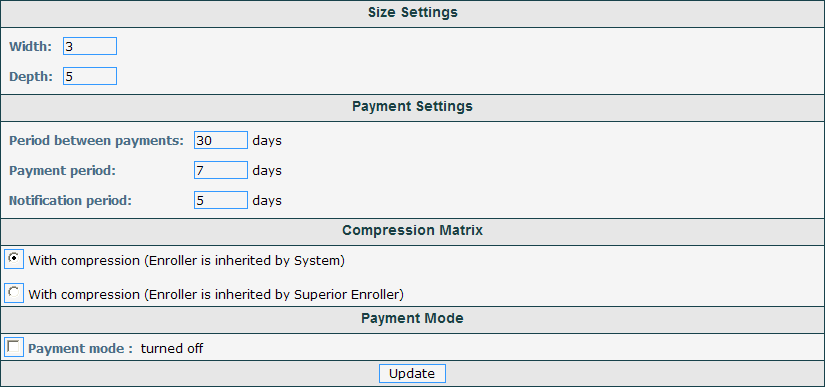 Size Settings
Width: 3
Depth: 5
Payment Settings
Period between payments: 30 days
Payment period: 7 days
Notification period: 5 days
Compression Matrix
With compression (Enroller is inherited by System)
With compression (Enroller is inherited by Superior Enroller)
Payment Mode
Payment mode : turned off
Update